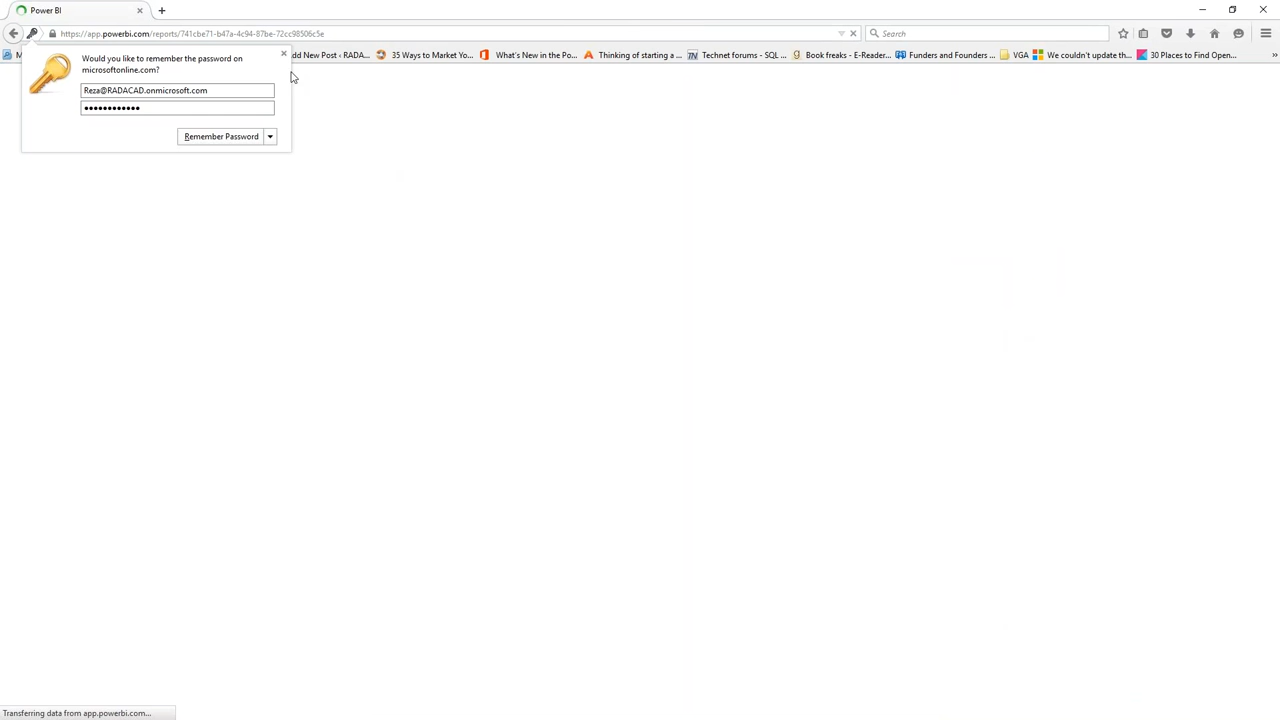 Power BI
https://app.powerbi.com/reports/741cbe71-b47a-4c94-87be-72cc98506c5e
Search
M
dd New Post ‹ RADA...
35 Ways to Market Yo...
What's New in the Po...
Thinking of starting a ...
Technet forums - SQL ...
Book freaks - E-Reader...
Funders and Founders ...
VGA
We couldn't update th...
30 Places to Find Open...
Would you like to remember the password on
microsoftonline.com?
Reza@RADACAD.onmicrosoft.com
••••••••••••
Remember Password
Transferring data from app.powerbi.com...